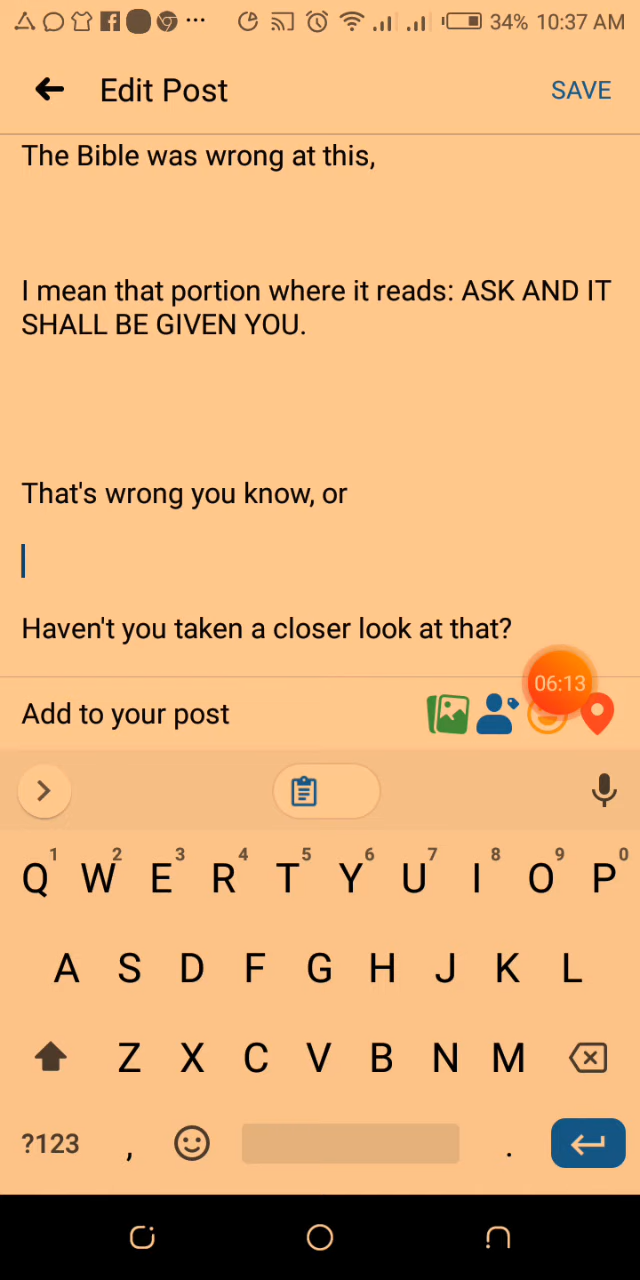 34% 10:37 AM
Edit Post
SAVE
The Bible was wrong at this,
I mean that portion where it reads: ASK AND IT
SHALL BE GIVEN YOU.
That's wrong you know, or
Haven't you taken a closer look at that?
06:13
Add to your post
1 2 3 4 5 6 7 8 9 0
Q W E R T Y U I O P
A S D F G H J K L
Z X C V B N M
?123 , .